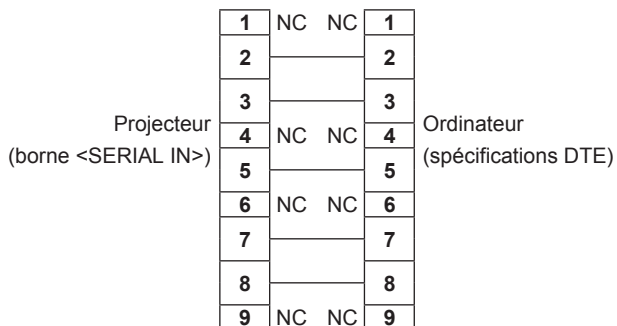 1 NC NC 1
2 2
3 3
Projecteur
(borne <SERIAL IN>)
4 NC NC 4
Ordinateur
(spécifications DTE)
5 5
6 NC NC 6
7 7
8 8
9 NC NC 9